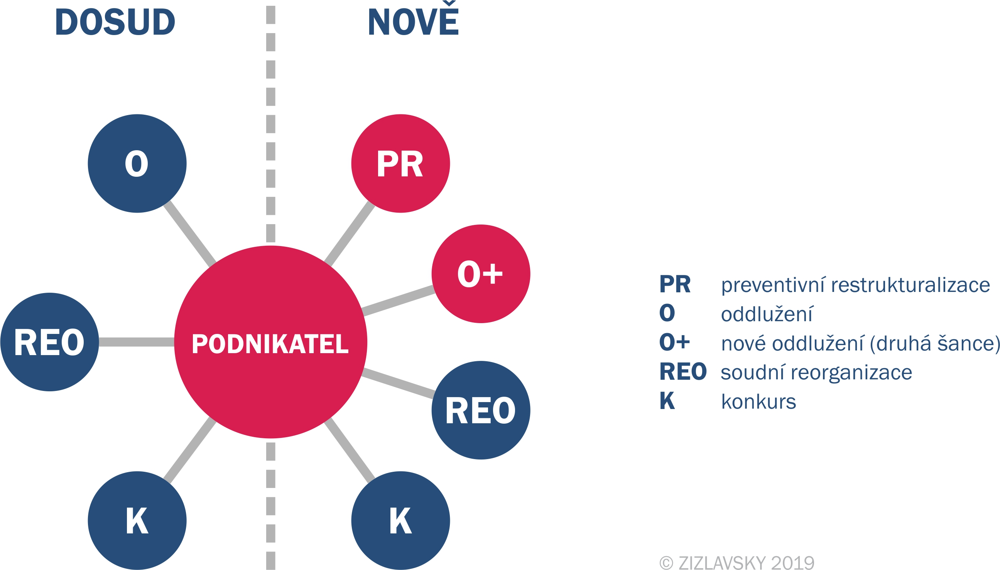 DOSUD
NOVĚ
O
PR
O+
REO
PODNIKATEL
REO
K
K
PR preventivní restrukturalizace
O oddlužení
O+ nové oddlužení (druhá šance)
REO soudní reorganizace
K konkurs
© ZIZLAVSKY 2019